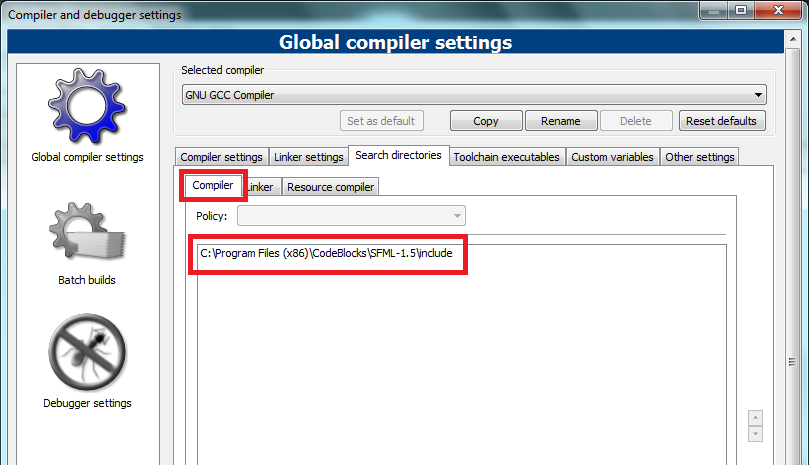 Compiler and debugger settings
Global compiler settings
Selected compiler
GNU GCC Compiler
Set as default
Copy
Rename
Delete
Reset defaults
Global compiler settings
Batch builds
Debugger settings
Compiler settings
Linker settings
Search directories
Toolchain executables
Custom variables
Other settings
Compiler
Linker
Resource compiler
Policy:
C:\Program Files (x86)\CodeBlocks\SFML-1.5\include